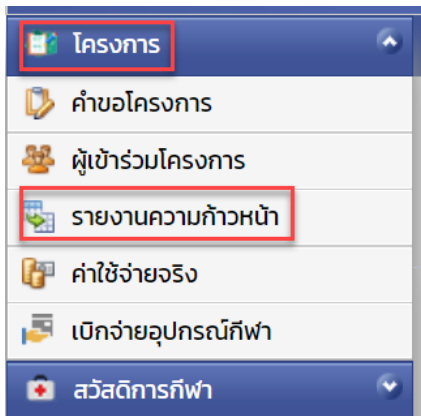 โครงการ
คำขอโครงการ
ผู้เข้าร่วมโครงการ
รายงานความก้าวหน้า
ค่าใช้จ่ายจริง
เบิกจ่ายอุปกรณ์กีฬา
สวัสดิการกีฬา